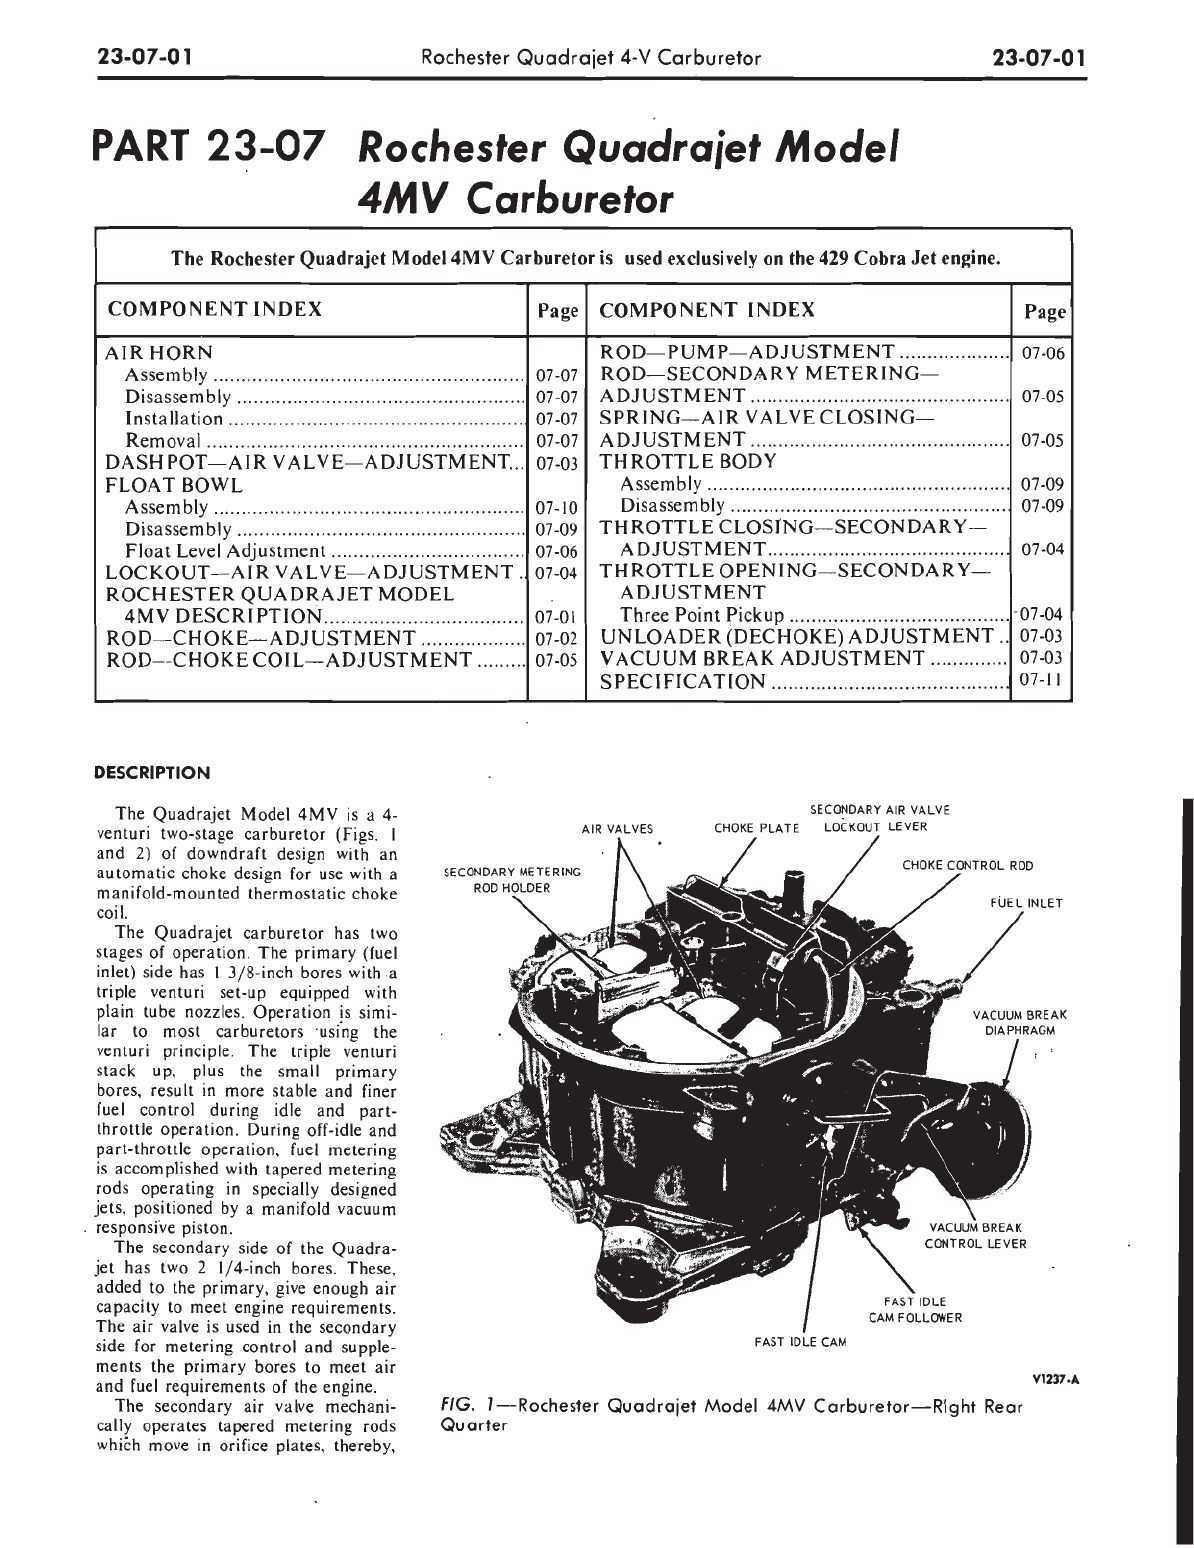 23-07-01 Rochester Quadrajet 4-V Carburetor 23-07-01
PART 23-07 Rochester Quadrajet Model
4MV Carburetor
The Rochester Quadrajet Model 4MV Carburetor is used exclusively on the 429 Cobra Jet engine.
COMPONENT INDEX Page
AIR HORN
Assembly ........ 07-07
Disassembly ........ 07-07
Installation ........ 07-07
Removal ........ 07-07
DASHPOT—AIR VALVE—ADJUSTMENT... 07-03
FLOAT BOWL
Assembly ........ 07-10
Disassembly ........ 07-09
Float Level Adjustment ........ 07-06
LOCKOUT—AIR VALVE—ADJUSTMENT .. 07-04
ROCHESTER QUADRAJET MODEL
4MV DESCRIPTION........ 07-01
ROD—CHOKE—ADJUSTMENT ........ 07-02
ROD—CHOKE COIL—ADJUSTMENT ........ 07-05
COMPONENT INDEX Page
ROD—PUMP—ADJUSTMENT ........ 07-06
ROD—SECONDARY METERING—
ADJUSTMENT ........ 07-05
SPRING—AIR VALVE CLOSING—
ADJUSTMENT ........ 07-05
THROTTLE BODY
Assembly ........ 07-09
Disassembly ........ 07-09
THROTTLE CLOSING—SECONDARY—
ADJUSTMENT........ 07-04
THROTTLE OPENING—SECONDARY—
ADJUSTMENT
Three Point Pickup ........ 07-04
UNLOADER (DECHOKE) ADJUSTMENT .. 07-03
VACUUM BREAK ADJUSTMENT ........ 07-03
SPECIFICATION ........ 07-11
DESCRIPTION
The Quadrajet Model 4MV is a 4-
venturi two-stage carburetor (Figs. 1
and 2) of downdraft design with an
automatic choke design for use with a
manifold-mounted thermostatic choke
coil.
The Quadrajet carburetor has two
stages of operation. The primary (fuel
inlet) side has 1 3/8-inch bores with a
triple venturi set-up equipped with
plain tube nozzles. Operation is simi-
lar to most carburetors using the
venturi principle. The triple venturi
stack up, plus the small primary
bores, result in more stable and finer
fuel control during idle and part-
throttle operation. During off-idle and
part-throttle operation, fuel metering
is accomplished with tapered metering
rods operating in specially designed
jets, positioned by a manifold vacuum
responsive piston.
The secondary side of the Quadra-
jet has two 2 1/4-inch bores. These,
added to the primary, give enough air
capacity to meet engine requirements.
The air valve is used in the secondary
side for metering control and supple-
ments the primary bores to meet air
and fuel requirements of the engine.
The secondary air valve mechani-
cally operates tapered metering rods
which move in orifice plates, thereby,
SECONDARY METERING
ROD HOLDER
AIR VALVES
CHOKE PLATE
SECONDARY AIR VALVE
LOCKOUT LEVER
CHOKE CONTROL ROD
FUEL INLET
VACUUM BREAK
DIAPHRAGM
VACUUM BREAK
CONTROL LEVER
FAST IDLE
CAM FOLLOWER
FAST IDLE CAM
V1237-A
FIG. 1—Rochester Quadrajet Model 4MV Carburetor—Right Rear
Quarter